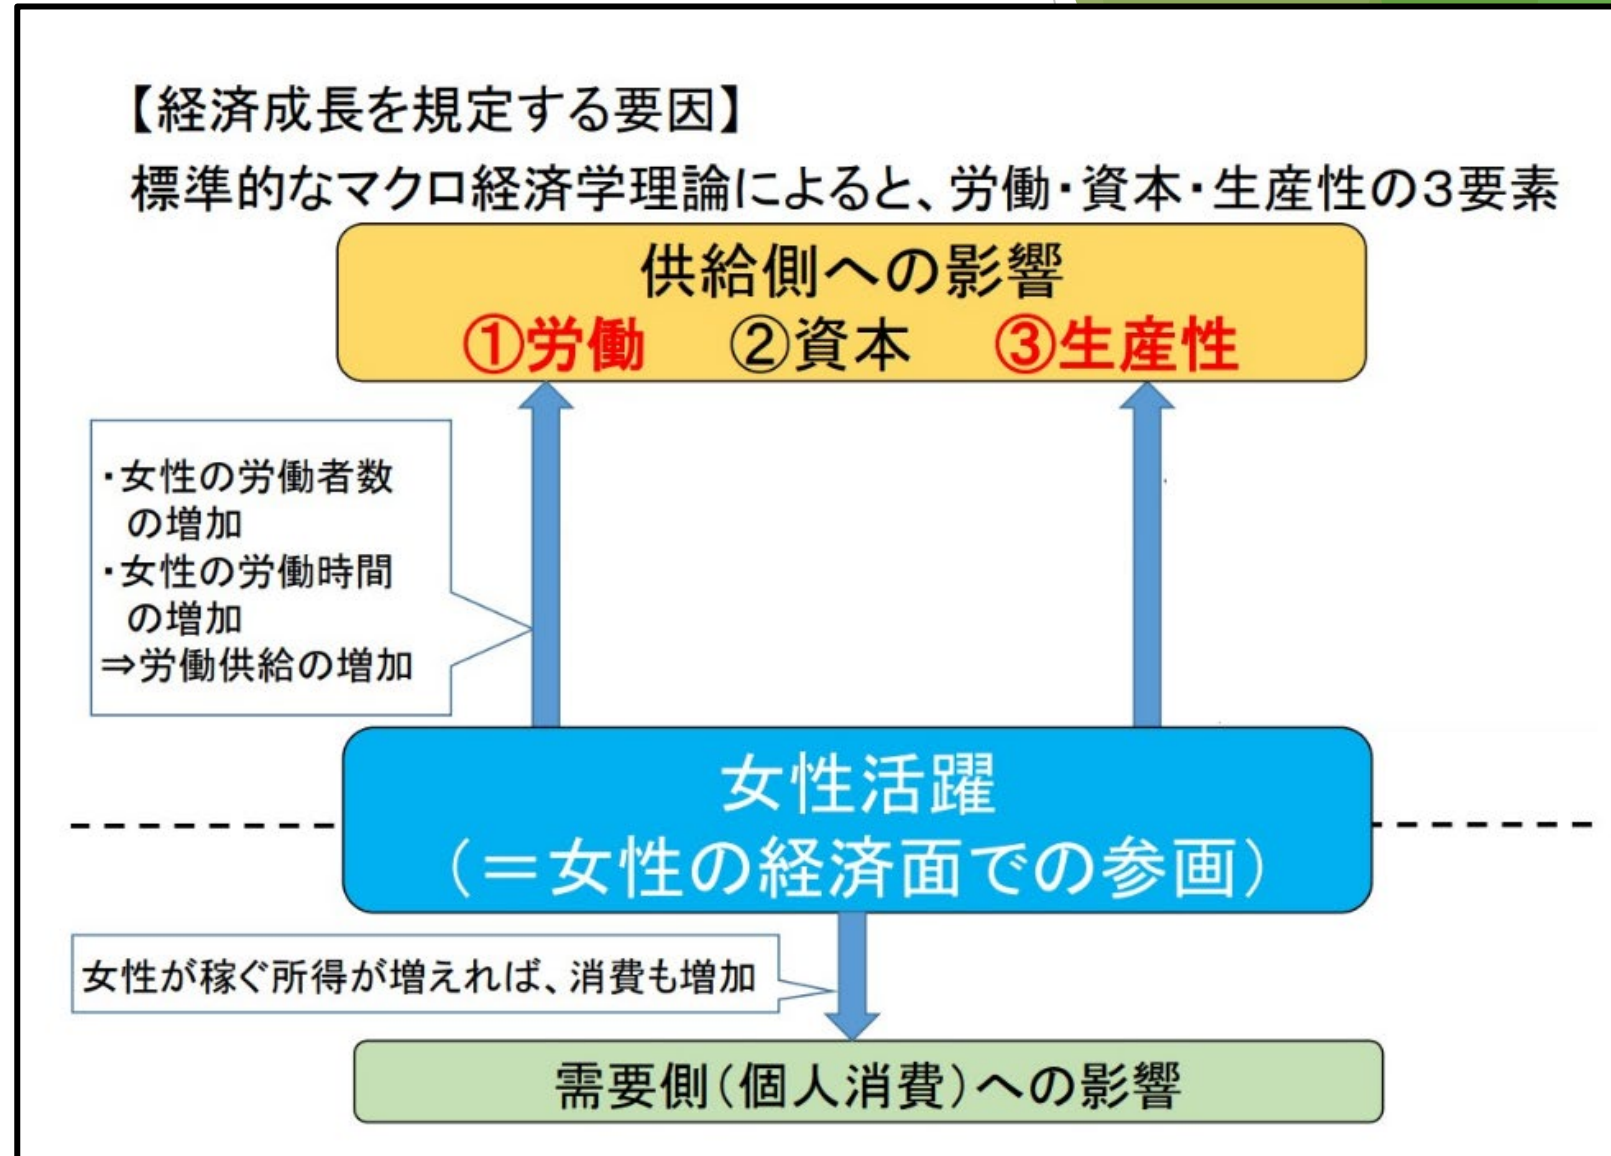 【経済成長を規定する要因】
標準的なマクロ経済学理論によると、労働・資本・生産性の3要素
供給側への影響
①労働 ②資本 ③生産性
・女性の労働者数
の増加
・女性の労働時間
の増加
⇒労働供給の増加
女性活躍
（＝女性の経済面での参画）
女性が稼ぐ所得が増えれば、消費も増加
需要側（個人消費）への影響